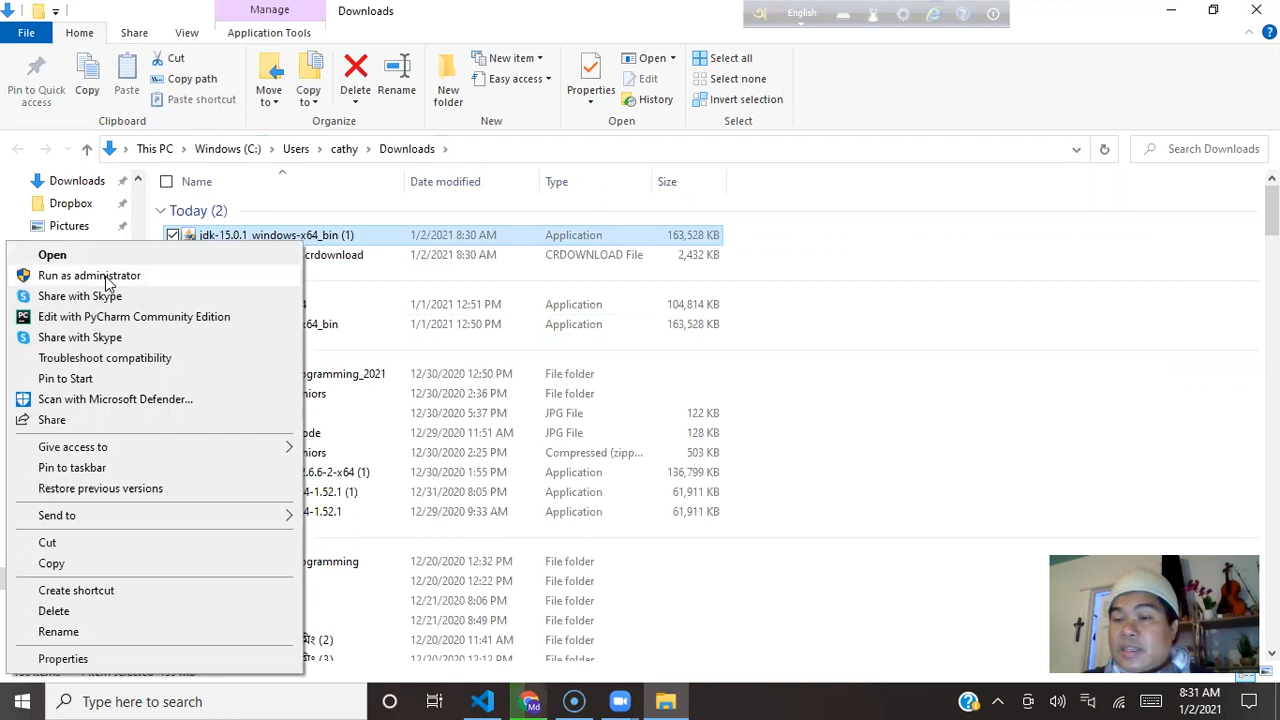 Manage
Downloads
English
File
Home
Share
View
Application Tools
Pin to Quick access
Copy
Paste
Cut
Copy path
Paste shortcut
Clipboard
Move to
Copy to
Delete
Rename
Organize
New folder
New item
Easy access
New
Properties
Open
Edit
History
Open
Select all
Select none
Invert selection
Select
This PC
Windows (C:)
Users
cathy
Downloads
Search Downloads
Downloads
Dropbox
Pictures
Name
Date modified
Type
Size
Today (2)
jdk-15.0.1_windows-x64_bin (1) 1/2/2021 8:30 AM Application 163,528 KB
crdownload 1/2/2021 8:30 AM CRDOWNLOAD File 2,432 KB
1/1/2021 12:51 PM Application 104,814 KB
x64_bin 1/1/2021 12:50 PM Application 163,528 KB
ogramming_2021 12/30/2020 12:50 PM File folder
niors 12/30/2020 2:36 PM File folder
12/30/2020 5:37 PM JPG File 122 KB
ode 12/29/2020 11:51 AM JPG File 128 KB
niors 12/30/2020 2:25 PM Compressed (zipp... 503 KB
2.6.6-2-x64 (1) 12/30/2020 1:55 PM Application 136,799 KB
4-1.52.1 (1) 12/31/2020 8:05 PM Application 61,911 KB
4-1.52.1 12/29/2020 9:33 AM Application 61,911 KB
ogramming 12/20/2020 12:32 PM File folder
12/20/2020 12:22 PM File folder
12/21/2020 8:06 PM File folder
12/21/2020 8:49 PM File folder
(2) 12/20/2020 11:41 AM File folder
(3) 12/20/2020 12:12 PM File folder
Open
Run as administrator
Share with Skype
Edit with PyCharm Community Edition
Share with Skype
Troubleshoot compatibility
Pin to Start
Scan with Microsoft Defender...
Share
Give access to
Pin to taskbar
Restore previous versions
Send to
Cut
Copy
Create shortcut
Delete
Rename
Properties
Type here to search
Md
8:31 AM
1/2/2021